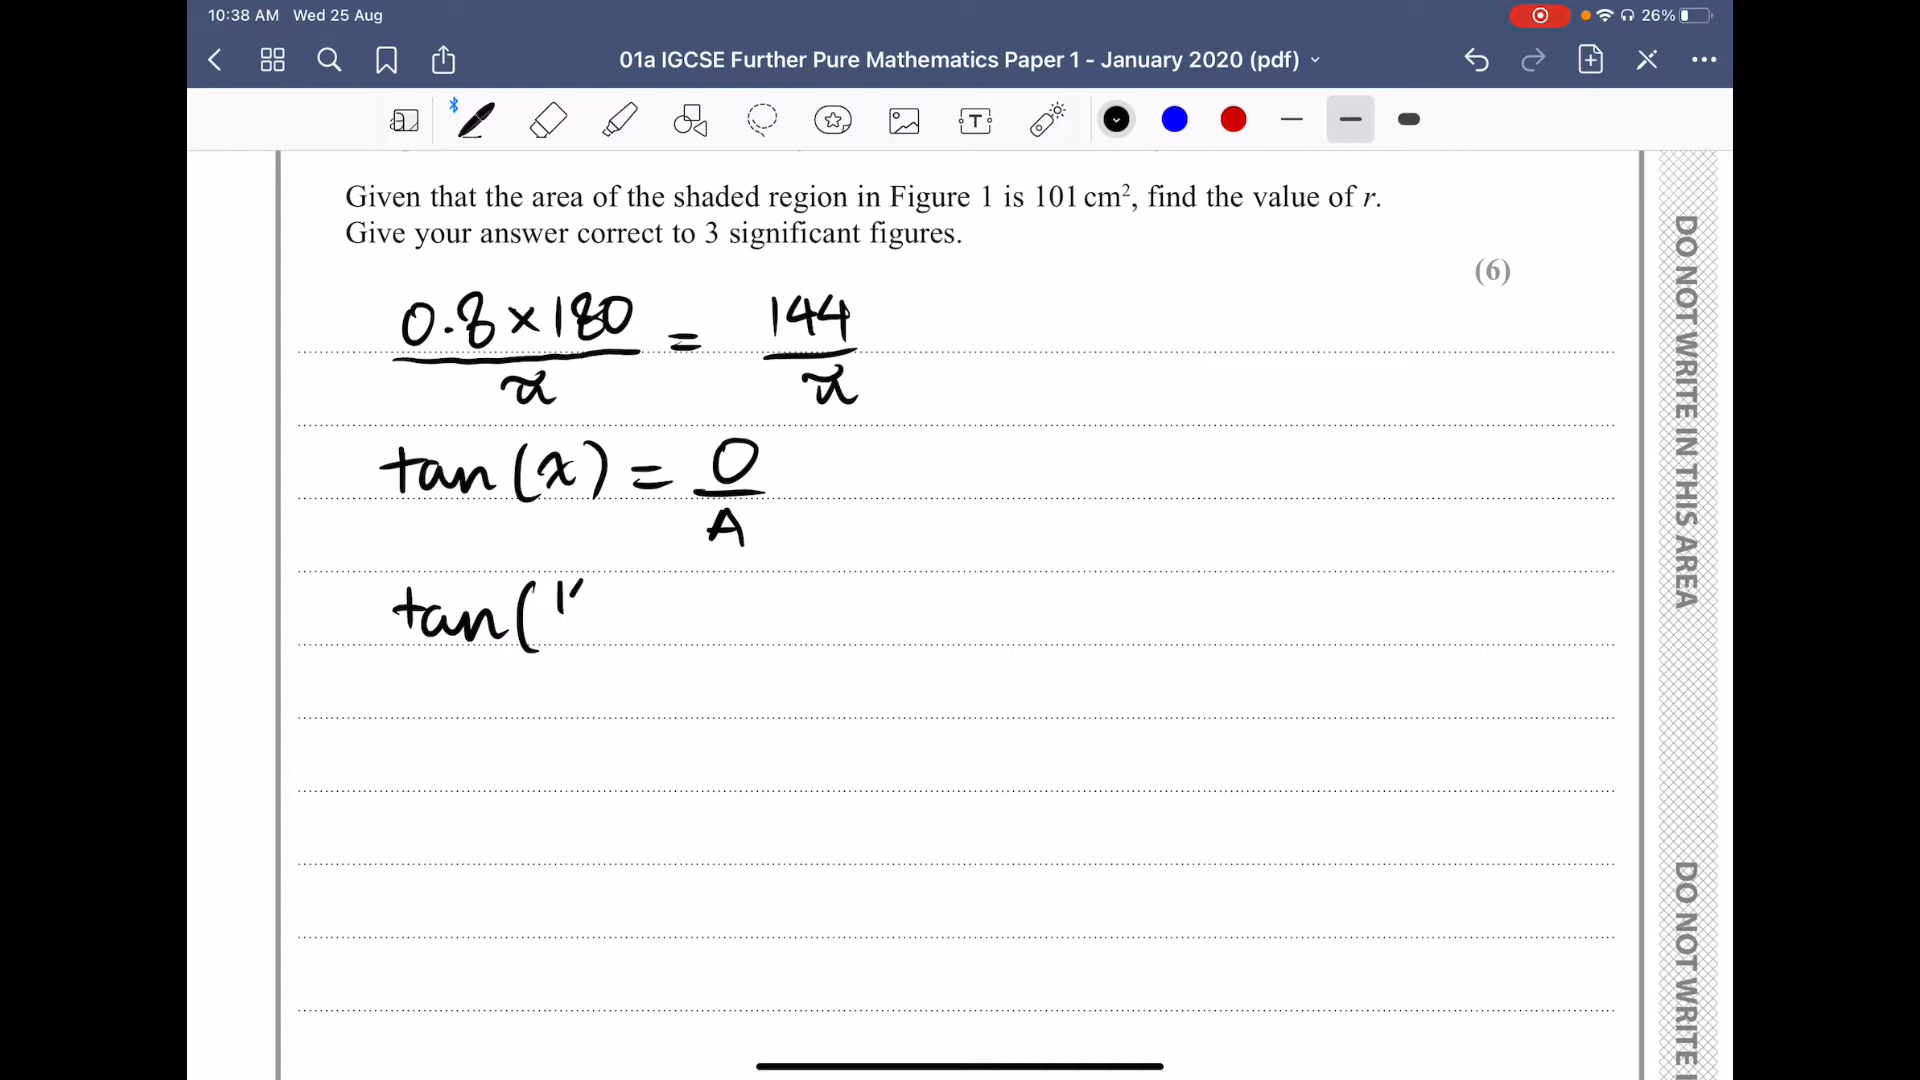 10:38 AM Wed 25 Aug
26%
01a IGCSE Further Pure Mathematics Paper 1 - January 2020 (pdf)
a
T
Given that the area of the shaded region in Figure 1 is 101 cm², find the value of r.
Give your answer correct to 3 significant figures.
(6)
0.8 × 180 / π = 144 / π
tan(x) = O / A
tan( 1
DO NOT WRITE IN THIS AREA
DO NOT WRITE I